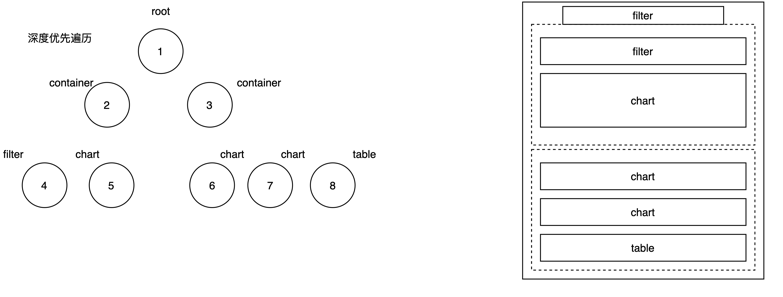 root
深度优先遍历
1
container
container
2
3
filter
chart
chart
chart
table
4
5
6
7
8
filter
filter
chart
chart
chart
table